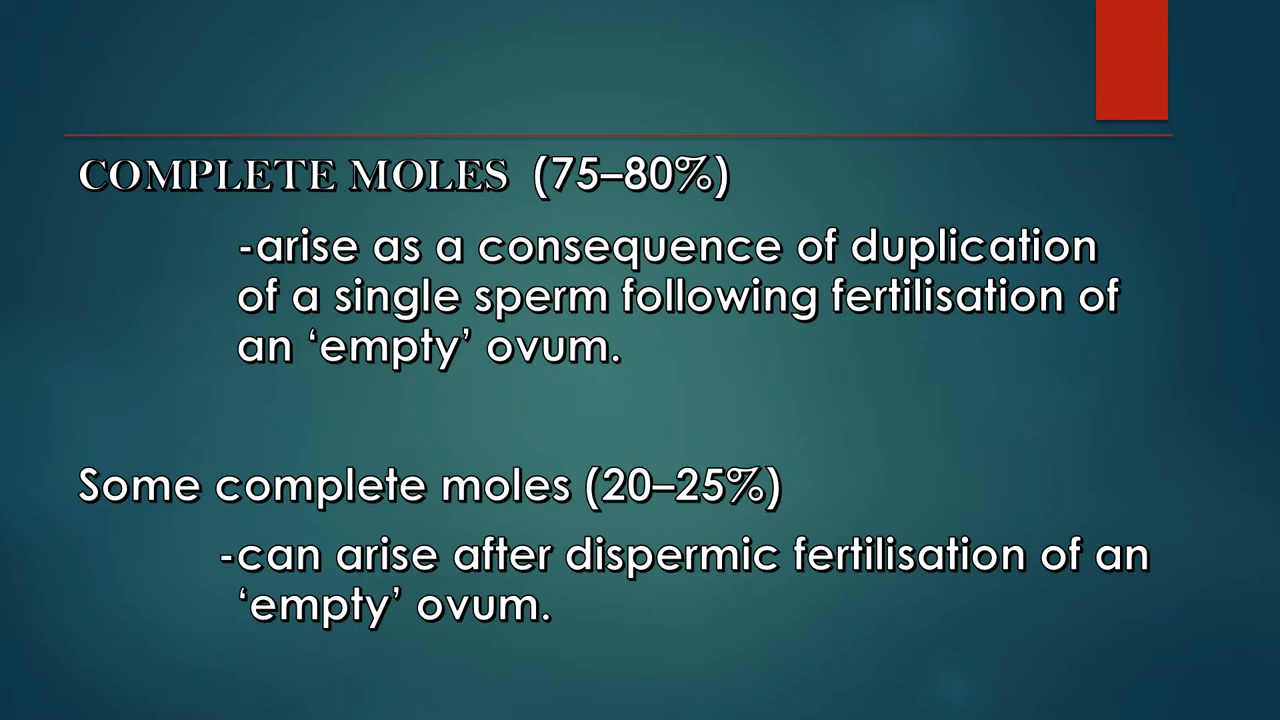 COMPLETE MOLES (75–80%)
-arise as a consequence of duplication
of a single sperm following fertilisation of
an ‘empty’ ovum.
Some complete moles (20–25%)
-can arise after dispermic fertilisation of an
‘empty’ ovum.